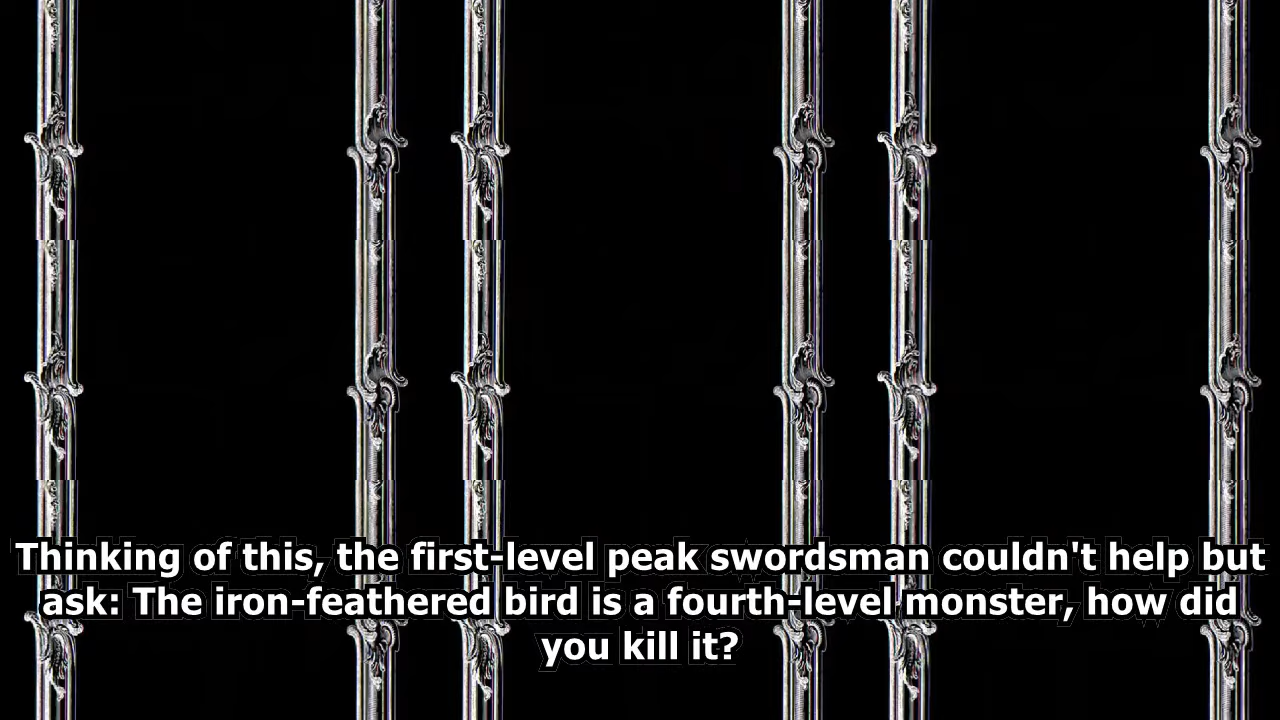 Thinking of this, the first-level peak swordsman couldn't help but
ask: The iron-feathered bird is a fourth-level monster, how did
you kill it?